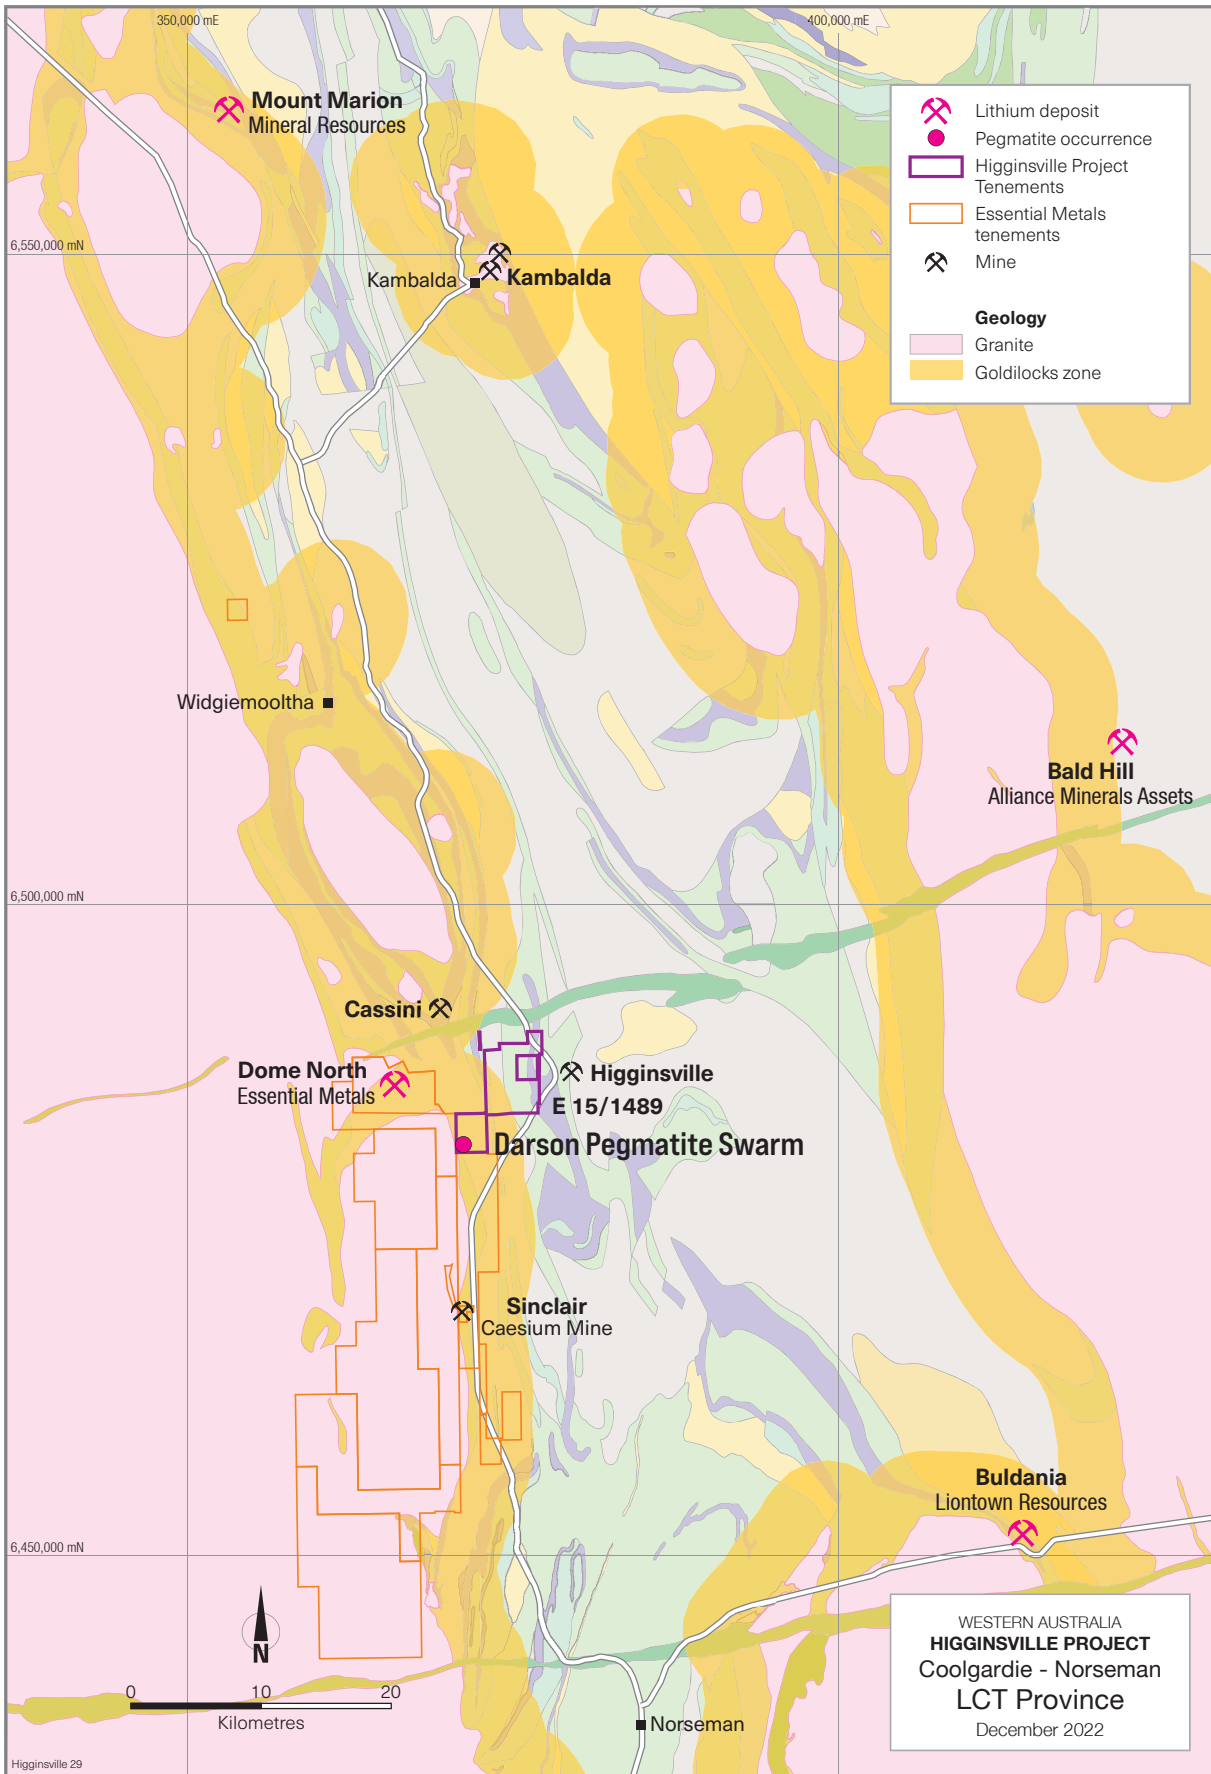 350,000 mE
400,000 mE
Mount Marion
Mineral Resources
Lithium deposit
Pegmatite occurrence
Higginsville Project
Tenements
Essential Metals
tenements
Mine
Geology
Granite
Goldilocks zone
6,550,000 mN
Kambalda
Kambalda
Widgiemooltha
Bald Hill
Alliance Minerals Assets
6,500,000 mN
Cassini
Dome North
Essential Metals
Higginsville
E 15/1489
Darson Pegmatite Swarm
Sinclair
Caesium Mine
Buldania
Liontown Resources
6,450,000 mN
N
0 10 20
Kilometres
Norseman
WESTERN AUSTRALIA
HIGGINSVILLE PROJECT
Coolgardie - Norseman
LCT Province
December 2022
Higginsville 29